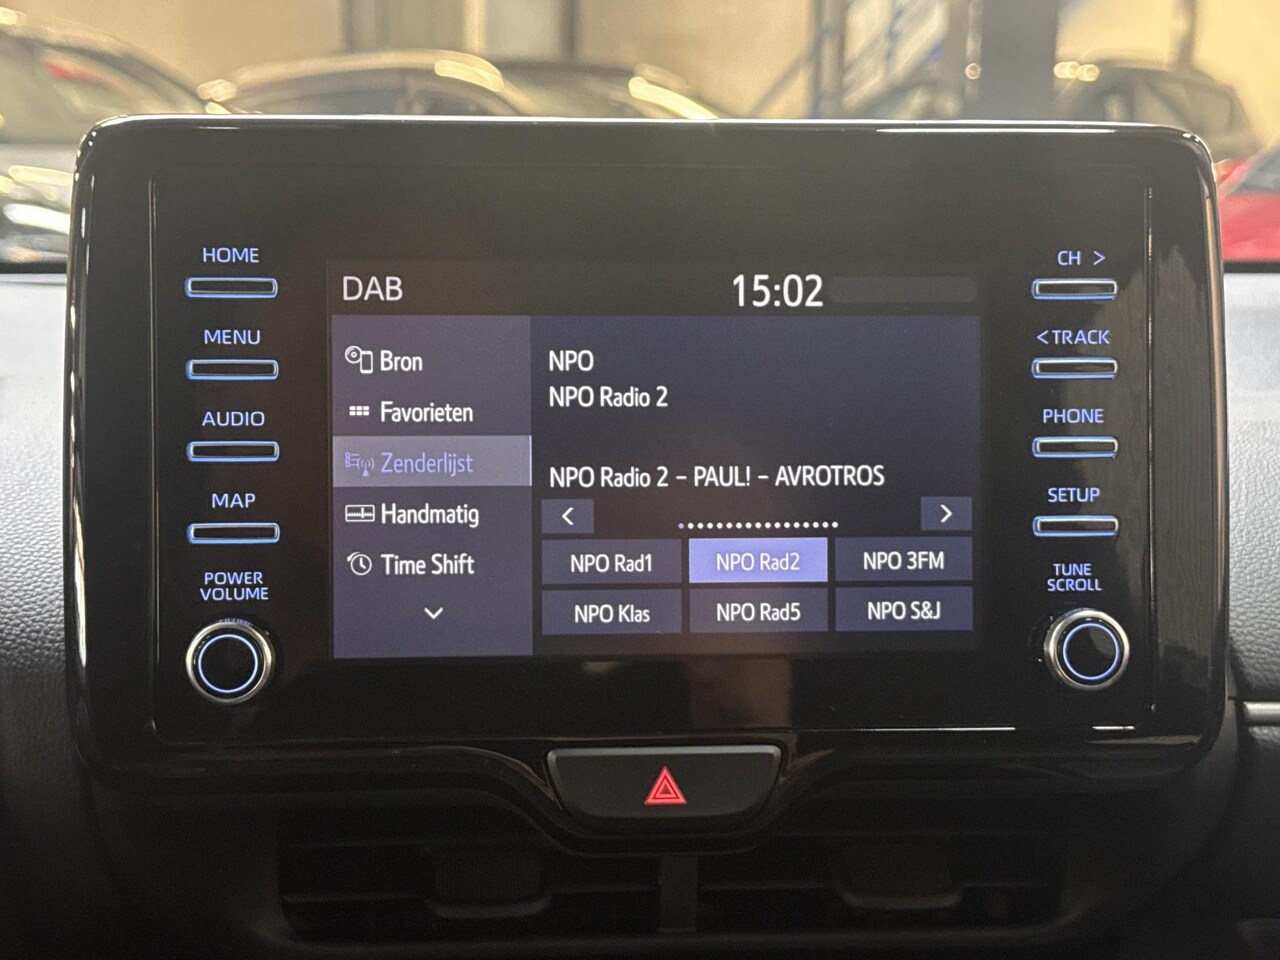 HOME
MENU
AUDIO
MAP
POWER
VOLUME
DAB
15:02
Bron
Favorieten
Zenderlijst
Handmatig
Time Shift
NPO
NPO Radio 2
NPO Radio 2 - PAUL! - AVROTROS
< >
NPO Rad1 NPO Rad2 NPO 3FM
NPO Klas NPO Rad5 NPO S&J
CH >
< TRACK
PHONE
SETUP
TUNE
SCROLL